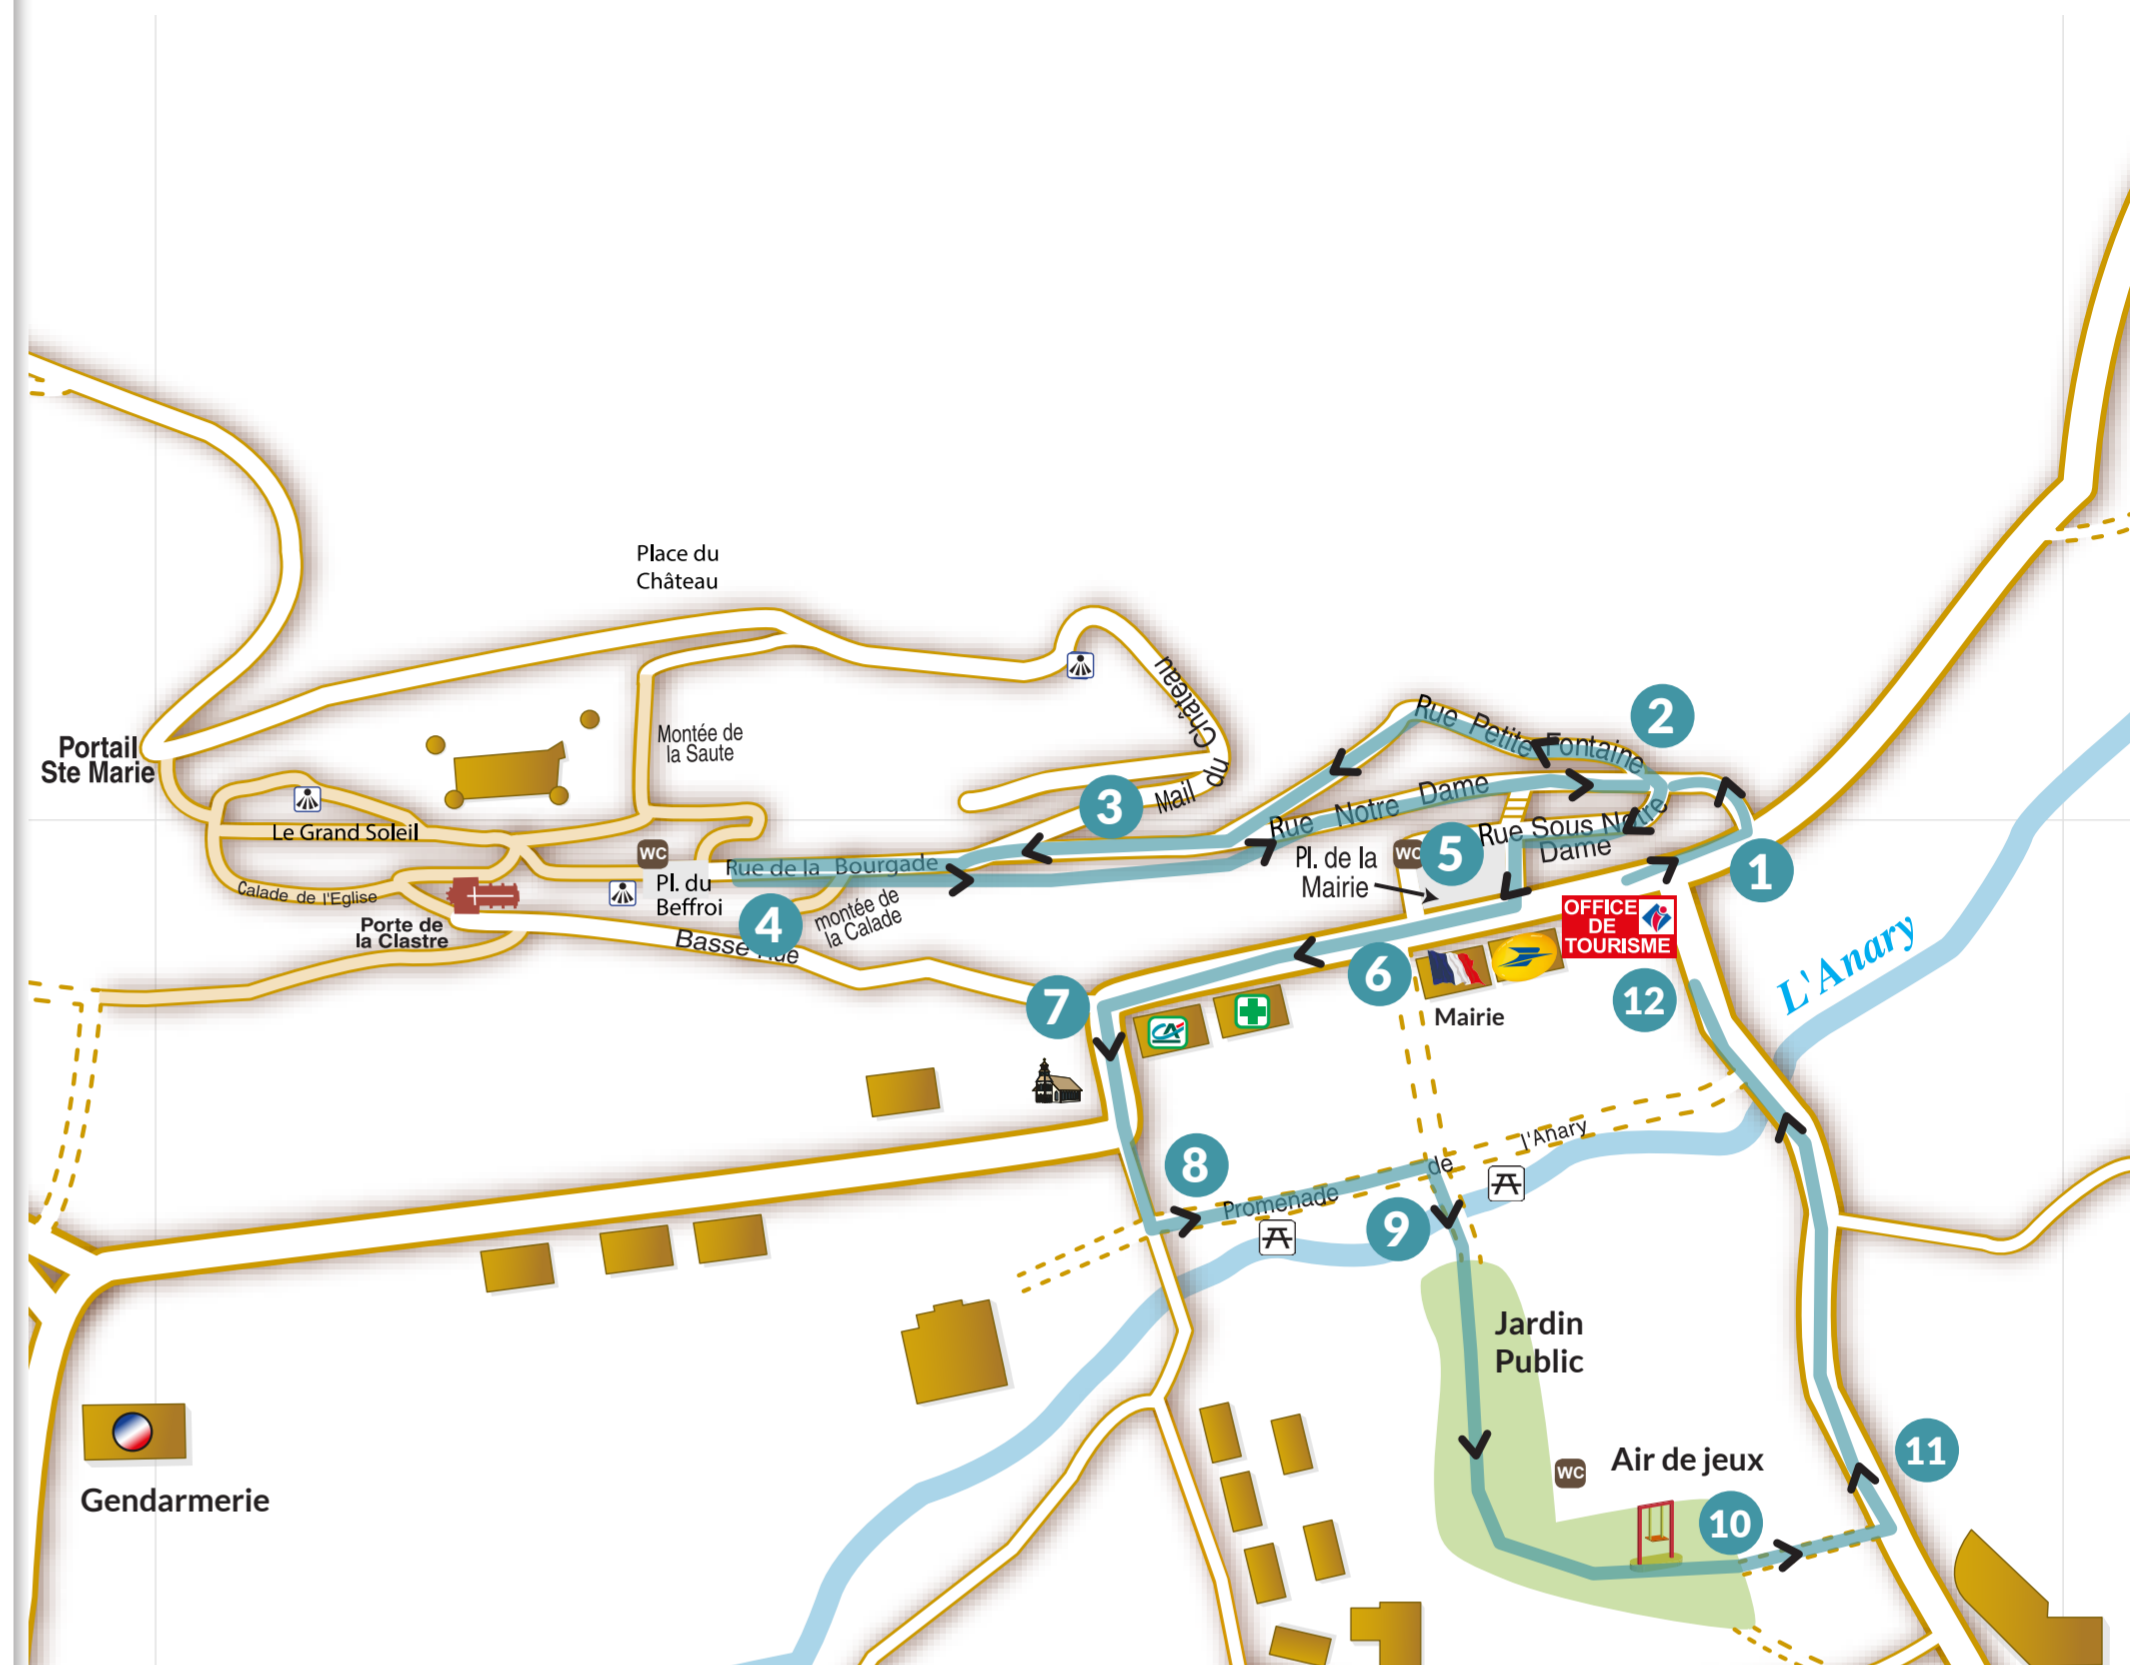 Place du
Château
Château
du
Mail
Portail
Ste Marie
Montée de
la Saute
Le Grand Soleil
Calade de l'Eglise
Porte de
la Clastre
WC
Pl. du
Beffroi
Rue de la Bourgade
montée de
la Calade
Basse Rue
Rue Petite Fontaine
Rue Notre Dame
Rue Sous Notre
Dame
Pl. de la
Mairie
WC
1
2
3
4
5
6
7
8
9
10
11
12
OFFICE
DE
TOURISME
Mairie
CA
L'Anary
Promenade de l'Anary
Jardin
Public
WC
Air de jeux
Gendarmerie